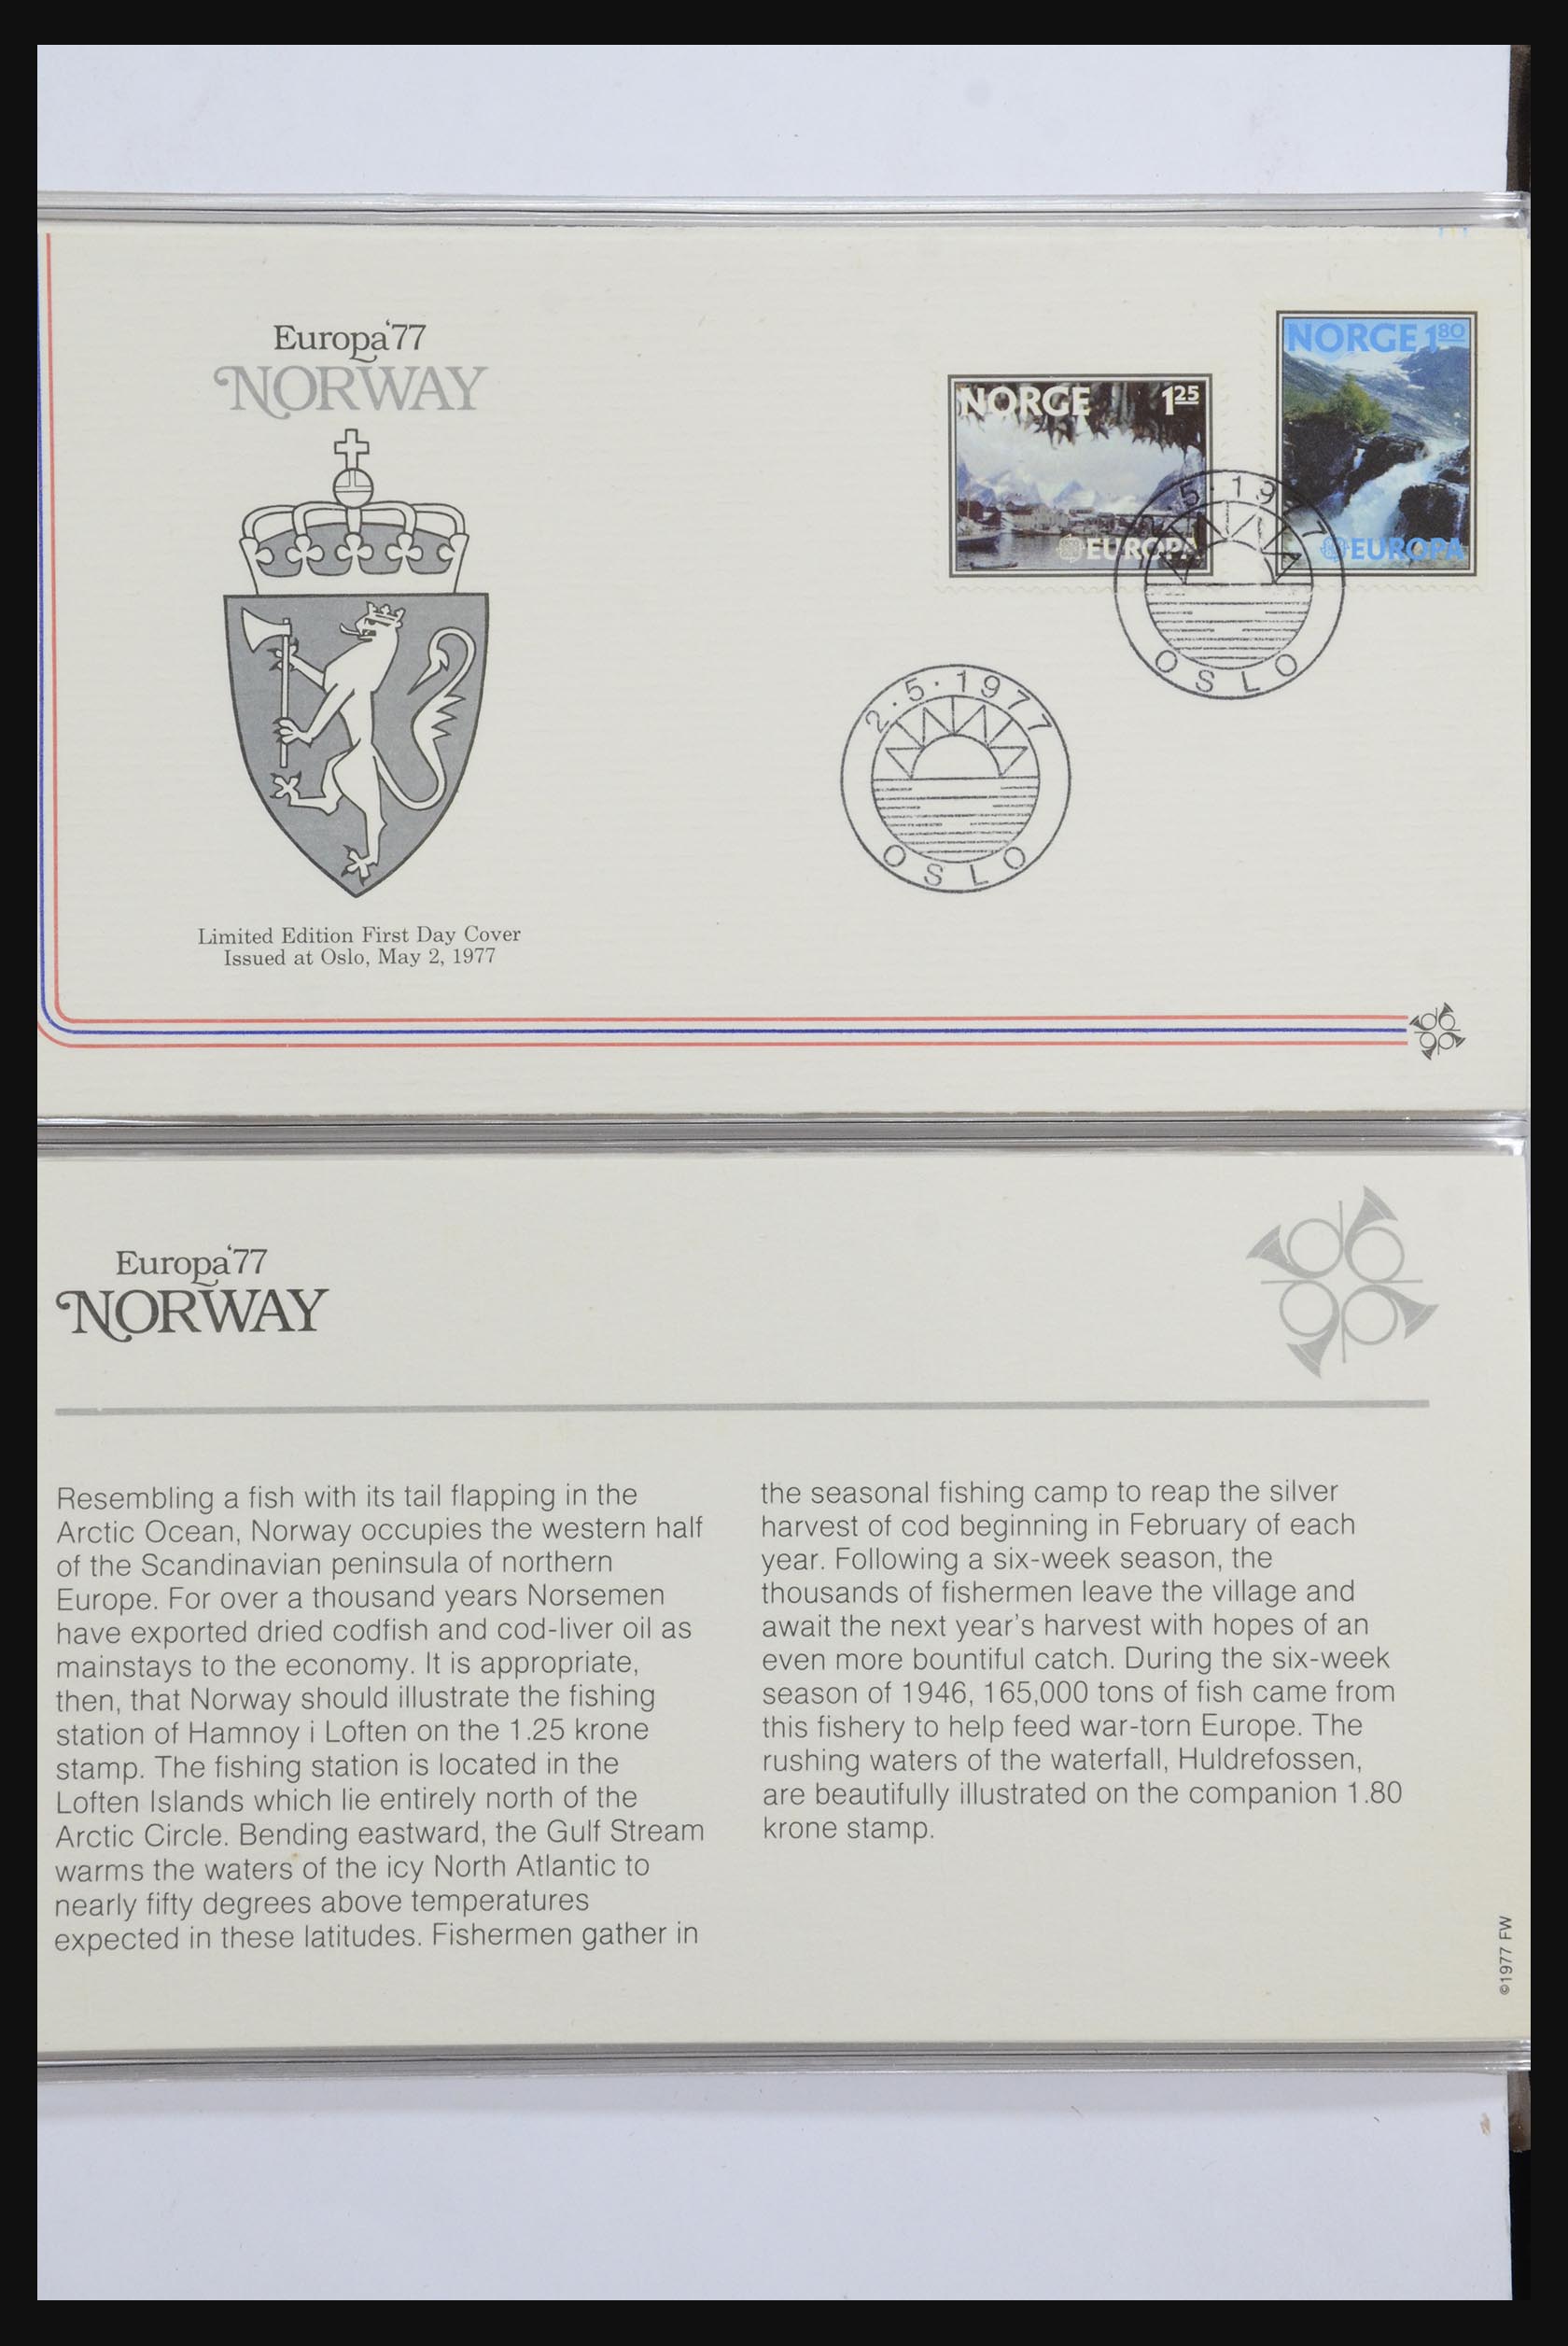 Europa'77
NORWAY
NORGE 1 25
EUROPA
NORGE 1 80
EUROPA
5·1977
OSLO
2·5·1977
OSLO
Limited Edition First Day Cover
Issued at Oslo, May 2, 1977
Europa'77
NORWAY
Resembling a fish with its tail flapping in the
Arctic Ocean, Norway occupies the western half
of the Scandinavian peninsula of northern
Europe. For over a thousand years Norsemen
have exported dried codfish and cod-liver oil as
mainstays to the economy. It is appropriate,
then, that Norway should illustrate the fishing
station of Hamnoy i Loften on the 1.25 krone
stamp. The fishing station is located in the
Loften Islands which lie entirely north of the
Arctic Circle. Bending eastward, the Gulf Stream
warms the waters of the icy North Atlantic to
nearly fifty degrees above temperatures
expected in these latitudes. Fishermen gather in
the seasonal fishing camp to reap the silver
harvest of cod beginning in February of each
year. Following a six-week season, the
thousands of fishermen leave the village and
await the next year's harvest with hopes of an
even more bountiful catch. During the six-week
season of 1946, 165,000 tons of fish came from
this fishery to help feed war-torn Europe. The
rushing waters of the waterfall, Huldrefossen,
are beautifully illustrated on the companion 1.80
krone stamp.
©1977 FW